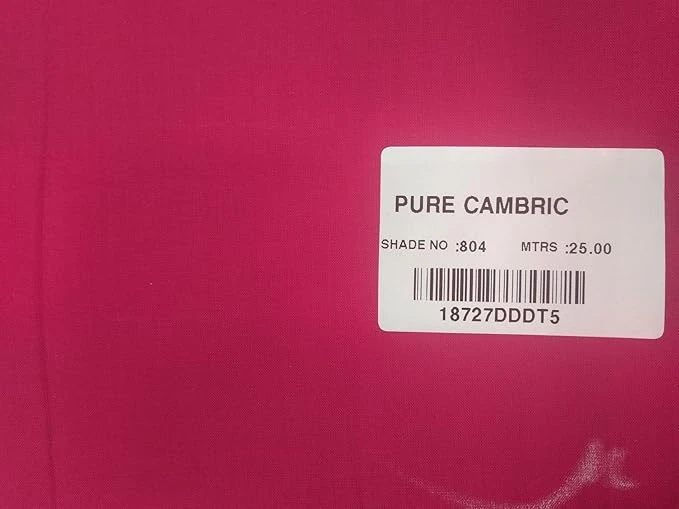 PURE CAMBRIC
SHADE NO :804 MTRS :25.00
18727DDDT5